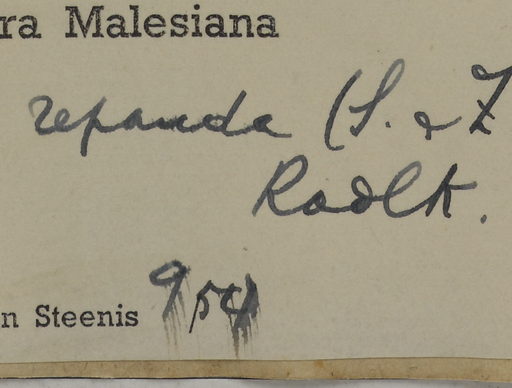 ra Malesiana
repanda (S. & Z
Radlk.
n Steenis 954